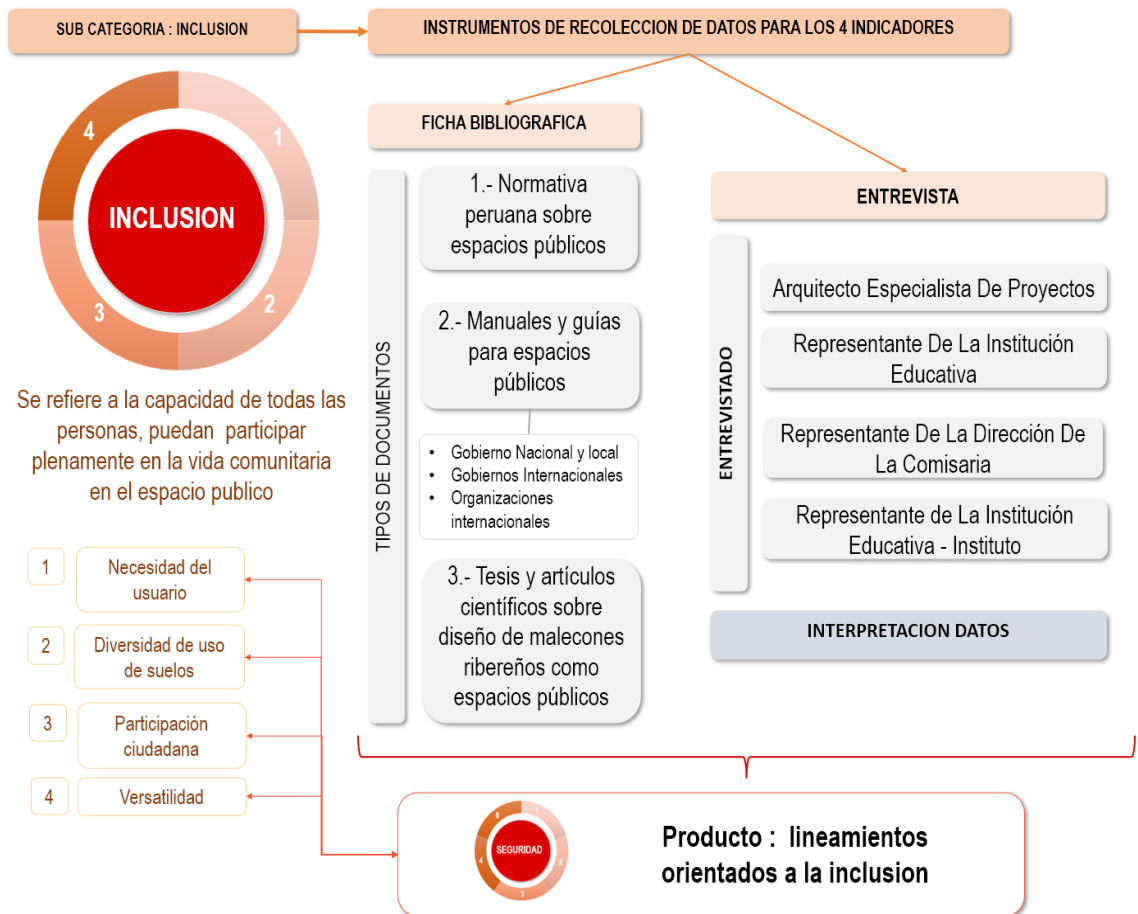 SUB CATEGORIA : INCLUSION
INSTRUMENTOS DE RECOLECCION DE DATOS PARA LOS 4 INDICADORES
4
1
INCLUSION
3
2
Se refiere a la capacidad de todas las
personas, puedan participar
plenamente en la vida comunitaria
en el espacio publico
1
Necesidad del
usuario
2
Diversidad de uso
de suelos
3
Participación
ciudadana
4
Versatilidad
FICHA BIBLIOGRAFICA
TIPOS DE DOCUMENTOS
1.- Normativa
peruana sobre
espacios públicos
2.- Manuales y guías
para espacios
públicos
• Gobierno Nacional y local
• Gobiernos Internacionales
• Organizaciones
internacionales
3.- Tesis y artículos
científicos sobre
diseño de malecones
ribereños como
espacios públicos
ENTREVISTA
ENTREVISTADO
Arquitecto Especialista De Proyectos
Representante De La Institución
Educativa
Representante De La Dirección De
La Comisaria
Representante de La Institución
Educativa - Instituto
INTERPRETACION DATOS
1
4
2
3
SEGURIDAD
Producto : lineamientos
orientados a la inclusion